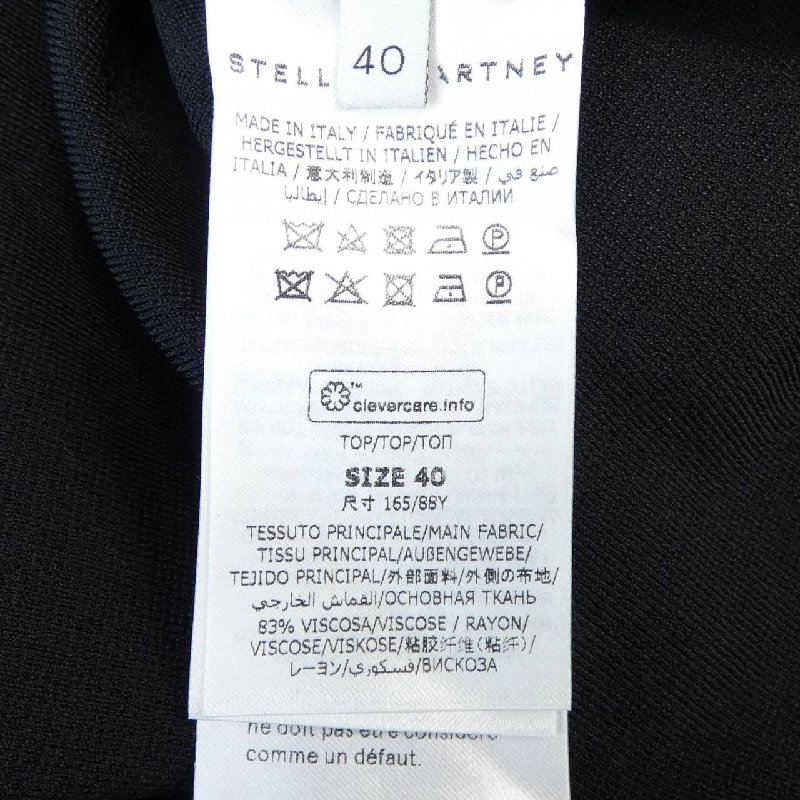 40
STELL ARTNEY
MADE IN ITALY / FABRIQUÉ EN ITALIE /
HERGESTELLT IN ITALIEN / HECHO EN
ITALIA / 意大利制造 / イタリア製 / صنع في
إيطاليا / СДЕЛАНО В ИТАЛИИ
P
P
clevercare.info™
TOP/TOP/ТОП
SIZE 40
尺寸 165/88Y
TESSUTO PRINCIPALE/MAIN FABRIC/
TISSU PRINCIPAL/AUßENGEWEBE/
TEJIDO PRINCIPAL/外部面料/外側の布地/
القماش الخارجي/ОСНОВНАЯ ТКАНЬ
83% VISCOSA/VISCOSE / RAYON/
VISCOSE/VISKOSE/粘胶纤维(粘纤)/
レーヨン/فسكوري/ВИСКОЗА
ne doit pas être considéré
comme un défaut.